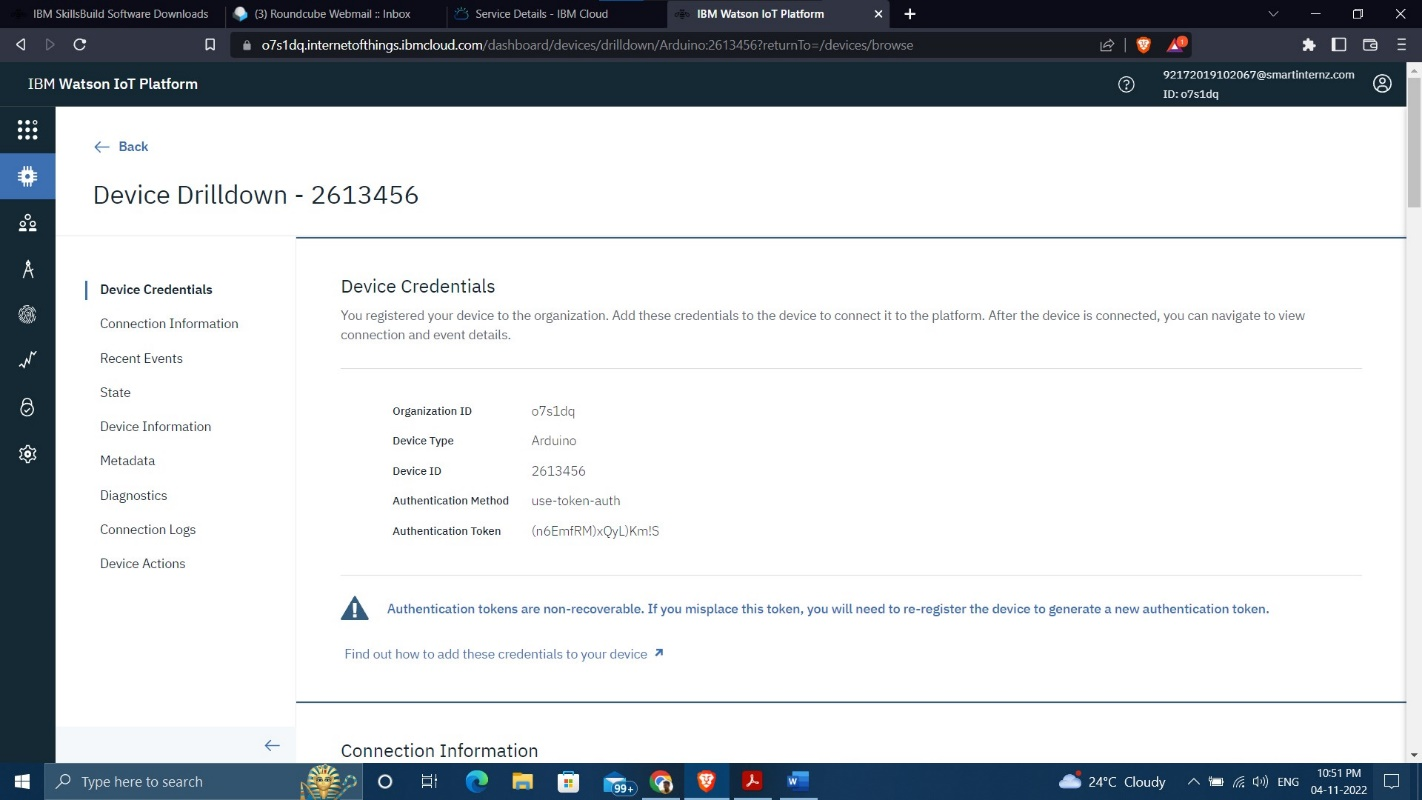 IBM SkillsBuild Software Downloads
(3) Roundcube Webmail :: Inbox
Service Details - IBM Cloud
IBM Watson IoT Platform
o7s1dq.internetofthings.ibmcloud.com/dashboard/devices/drilldown/Arduino:2613456?returnTo=/devices/browse
1
IBM Watson IoT Platform
92172019102067@smartinternz.com
ID: o7s1dq
Back
Device Drilldown - 2613456
Device Credentials
Connection Information
Recent Events
State
Device Information
Metadata
Diagnostics
Connection Logs
Device Actions
Device Credentials
You registered your device to the organization. Add these credentials to the device to connect it to the platform. After the device is connected, you can navigate to view
connection and event details.
Organization ID o7s1dq
Device Type Arduino
Device ID 2613456
Authentication Method use-token-auth
Authentication Token (n6EmfRM)xQyL)Km!S
Authentication tokens are non-recoverable. If you misplace this token, you will need to re-register the device to generate a new authentication token.
Find out how to add these credentials to your device
Connection Information
Type here to search
99+
24°C Cloudy
ENG
10:51 PM
04-11-2022